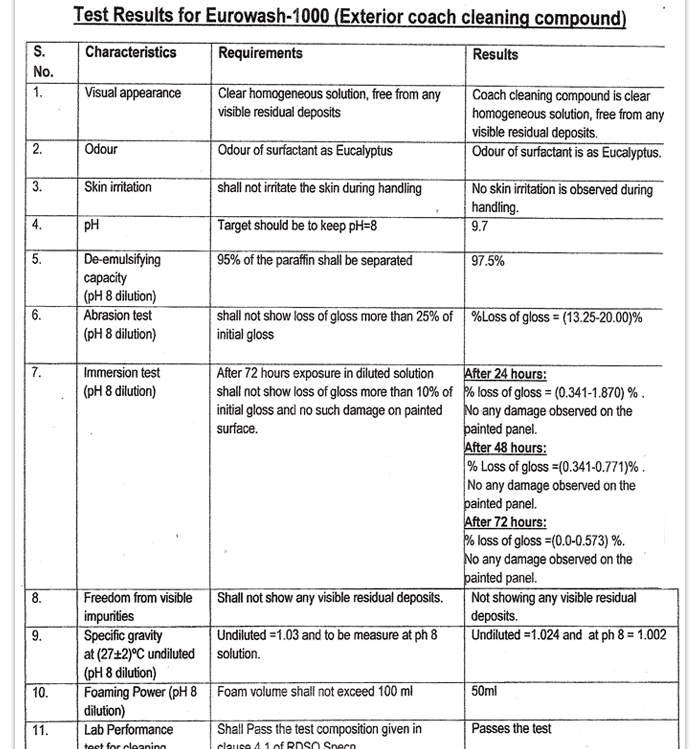 Test Results for Eurowash-1000 (Exterior coach cleaning compound)
S. No. Characteristics Requirements Results
1. Visual appearance Clear homogeneous solution, free from any visible residual deposits Coach cleaning compound is clear homogeneous solution, free from any visible residual deposits.
2. Odour Odour of surfactant as Eucalyptus Odour of surfactant is as Eucalyptus.
3. Skin irritation shall not irritate the skin during handling No skin irritation is observed during handling.
4. pH Target should be to keep pH=8 9.7
5. De-emulsifying capacity (pH 8 dilution) 95% of the paraffin shall be separated 97.5%
6. Abrasion test (pH 8 dilution) shall not show loss of gloss more than 25% of initial gloss %Loss of gloss = (13.25-20.00)%
7. Immersion test (pH 8 dilution) After 72 hours exposure in diluted solution shall not show loss of gloss more than 10% of initial gloss and no such damage on painted surface.
After 24 hours:
% loss of gloss = (0.341-1.870) % .
No any damage observed on the
painted panel.
After 48 hours:
% Loss of gloss =(0.341-0.771)% .
No any damage observed on the
painted panel.
After 72 hours:
% loss of gloss =(0.0-0.573) %.
No any damage observed on the
painted panel.
8. Freedom from visible impurities Shall not show any visible residual deposits. Not showing any visible residual deposits.
9. Specific gravity at (27±2)ºC undiluted (pH 8 dilution) Undiluted =1.03 and to be measure at ph 8 solution. Undiluted =1.024 and at ph 8 = 1.002
10. Foaming Power (pH 8 dilution) Foam volume shall not exceed 100 ml 50ml
11. Lab Performance test for cleaning Shall Pass the test composition given in clause 4.1 of RDSO Specn Passes the test